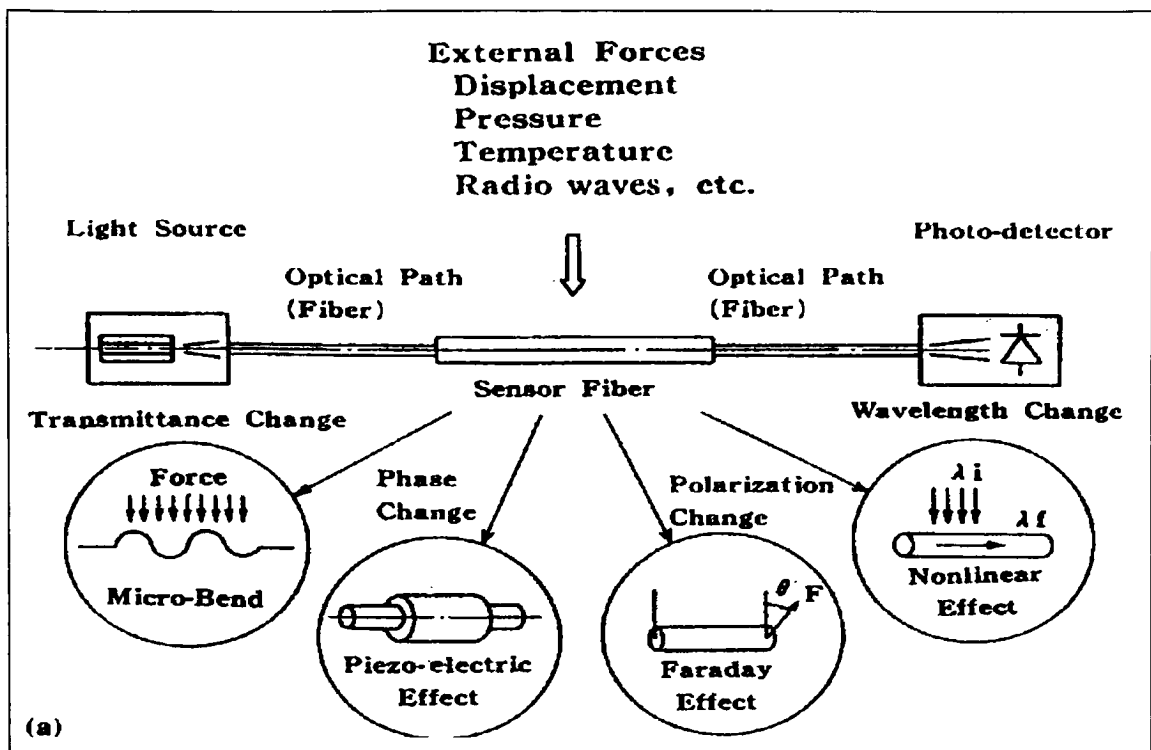 External Forces
Displacement
Pressure
Temperature
Radio waves, etc.
Light Source
Photo-detector
Optical Path
(Fiber)
Optical Path
(Fiber)
Sensor Fiber
Transmittance Change
Wavelength Change
Force
Micro-Bend
Phase
Change
Piezo-electric
Effect
Polarization
Change
θ
F
Faraday
Effect
λi
λf
Nonlinear
Effect
(a)